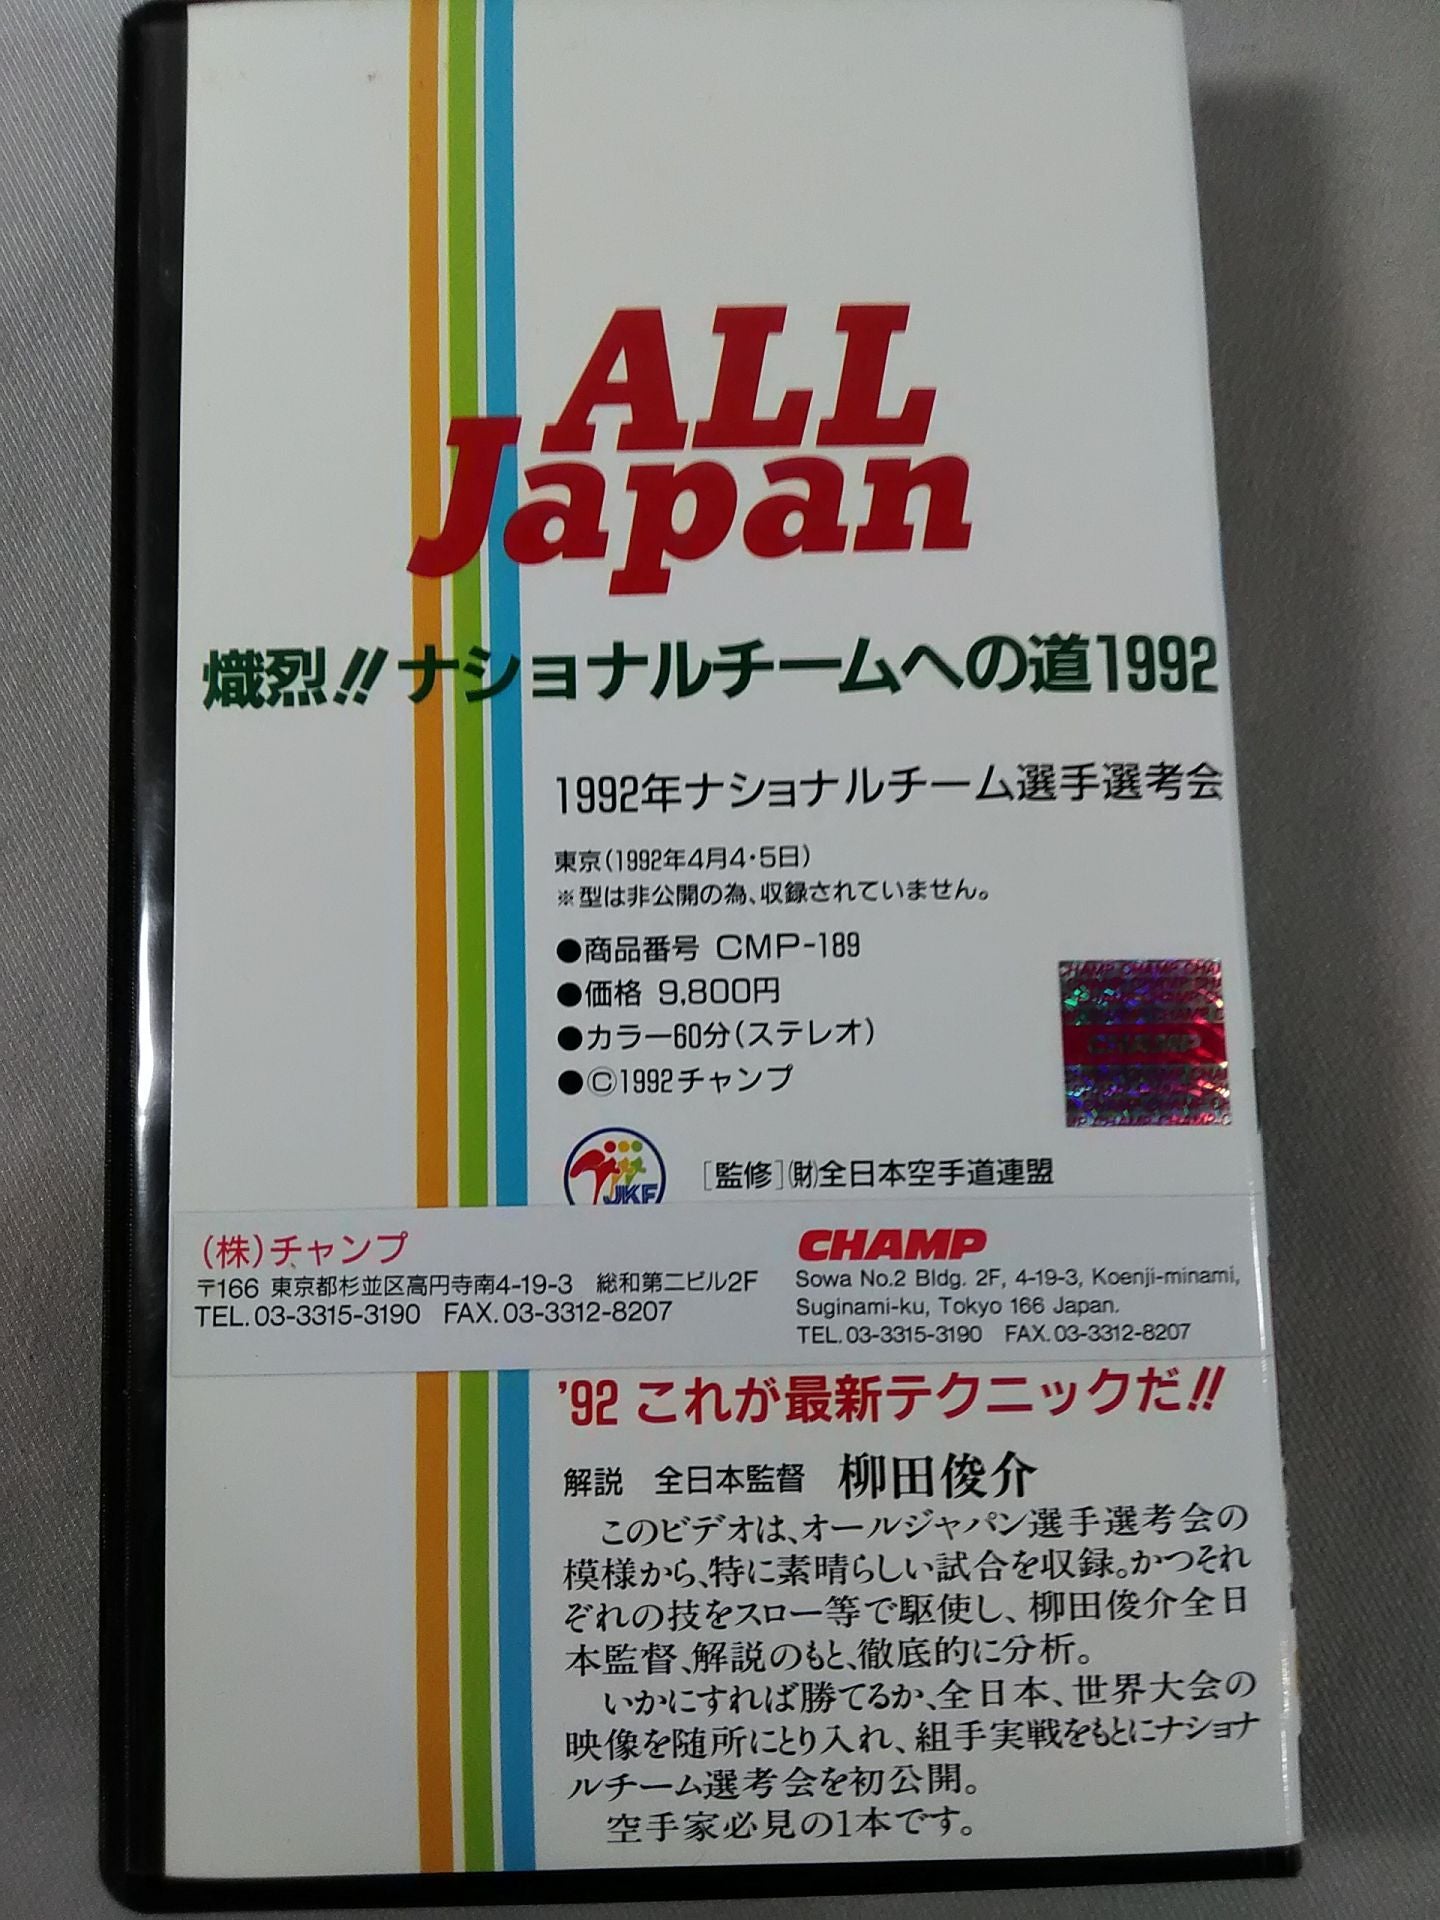 ALL
Japan
熾烈!!ナショナルチームへの道1992
1992年ナショナルチーム選手選考会
東京(1992年4月4・5日)
※型は非公開の為、収録されていません。
●商品番号 CMP-189
●価格 9,800円
●カラー60分(ステレオ)
●Ⓒ1992チャンプ
CHAMP
JKF
[監修](財)全日本空手道連盟
(株)チャンプ
〒166 東京都杉並区高円寺南4-19-3 総和第二ビル2F
TEL.03-3315-3190 FAX.03-3312-8207
CHAMP
Sowa No.2 Bldg. 2F, 4-19-3, Koenji-minami,
Suginami-ku, Tokyo 166 Japan.
TEL.03-3315-3190 FAX.03-3312-8207
'92 これが最新テクニックだ!!
解説 全日本監督 柳田俊介
このビデオは、オールジャパン選手選考会の
模様から、特に素晴らしい試合を収録。かつそれ
ぞれの技をスロー等で駆使し、柳田俊介全日
本監督、解説のもと、徹底的に分析。
いかにすれば勝てるか、全日本、世界大会の
映像を随所にとり入れ、組手実戦をもとにナショナ
ルチーム選考会を初公開。
空手家必見の1本です。